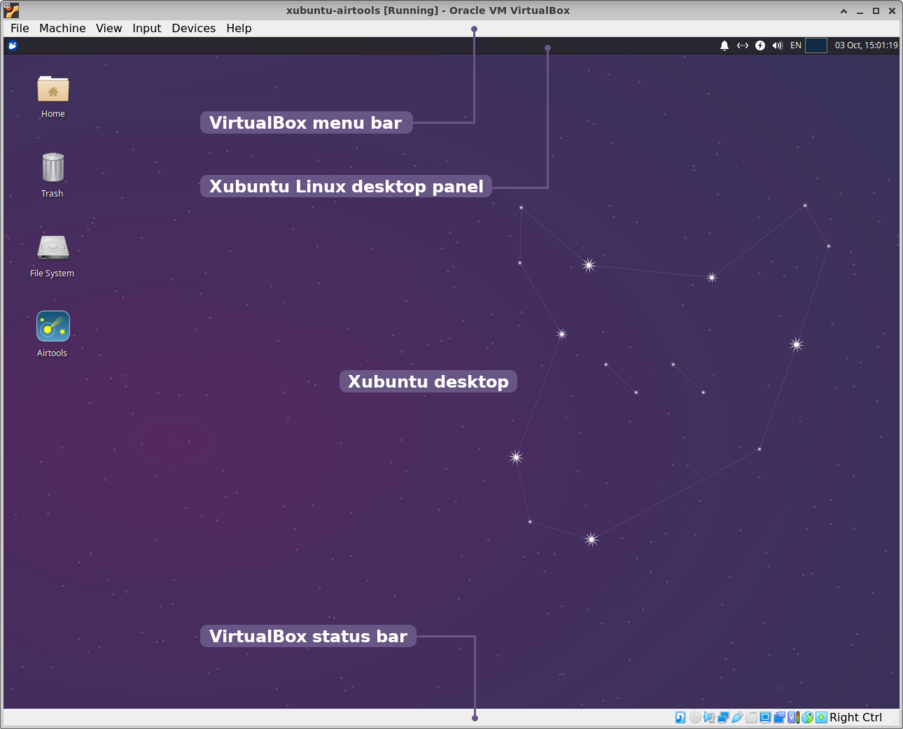 xubuntu-airtools [Running] - Oracle VM VirtualBox
File Machine View Input Devices Help
EN 03 Oct, 15:01:19
Home
VirtualBox menu bar
Xubuntu Linux desktop panel
Trash
File System
Airtools
Xubuntu desktop
VirtualBox status bar
Right Ctrl